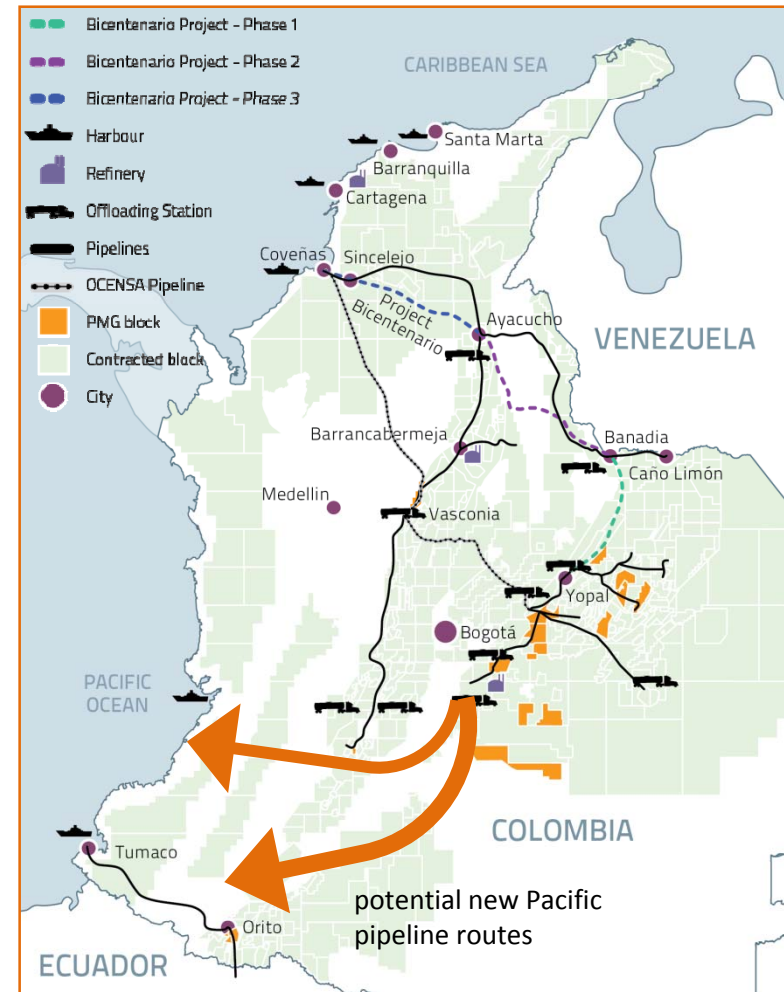 Bicentenario Project - Phase 1
Bicentenario Project - Phase 2
Bicentenario Project - Phase 3
Harbour
Refinery
Offloading Station
Pipelines
OCENSA Pipeline
PMG block
Contracted block
City
CARIBBEAN SEA
Santa Marta
Barranquilla
Cartagena
Coveñas
Sincelejo
Project
Bicentenario
Ayacucho
VENEZUELA
Barrancabermeja
Banadia
Caño Limón
Medellin
Vasconia
Yopal
Bogotá
PACIFIC
OCEAN
COLOMBIA
Tumaco
potential new Pacific
pipeline routes
Orito
ECUADOR